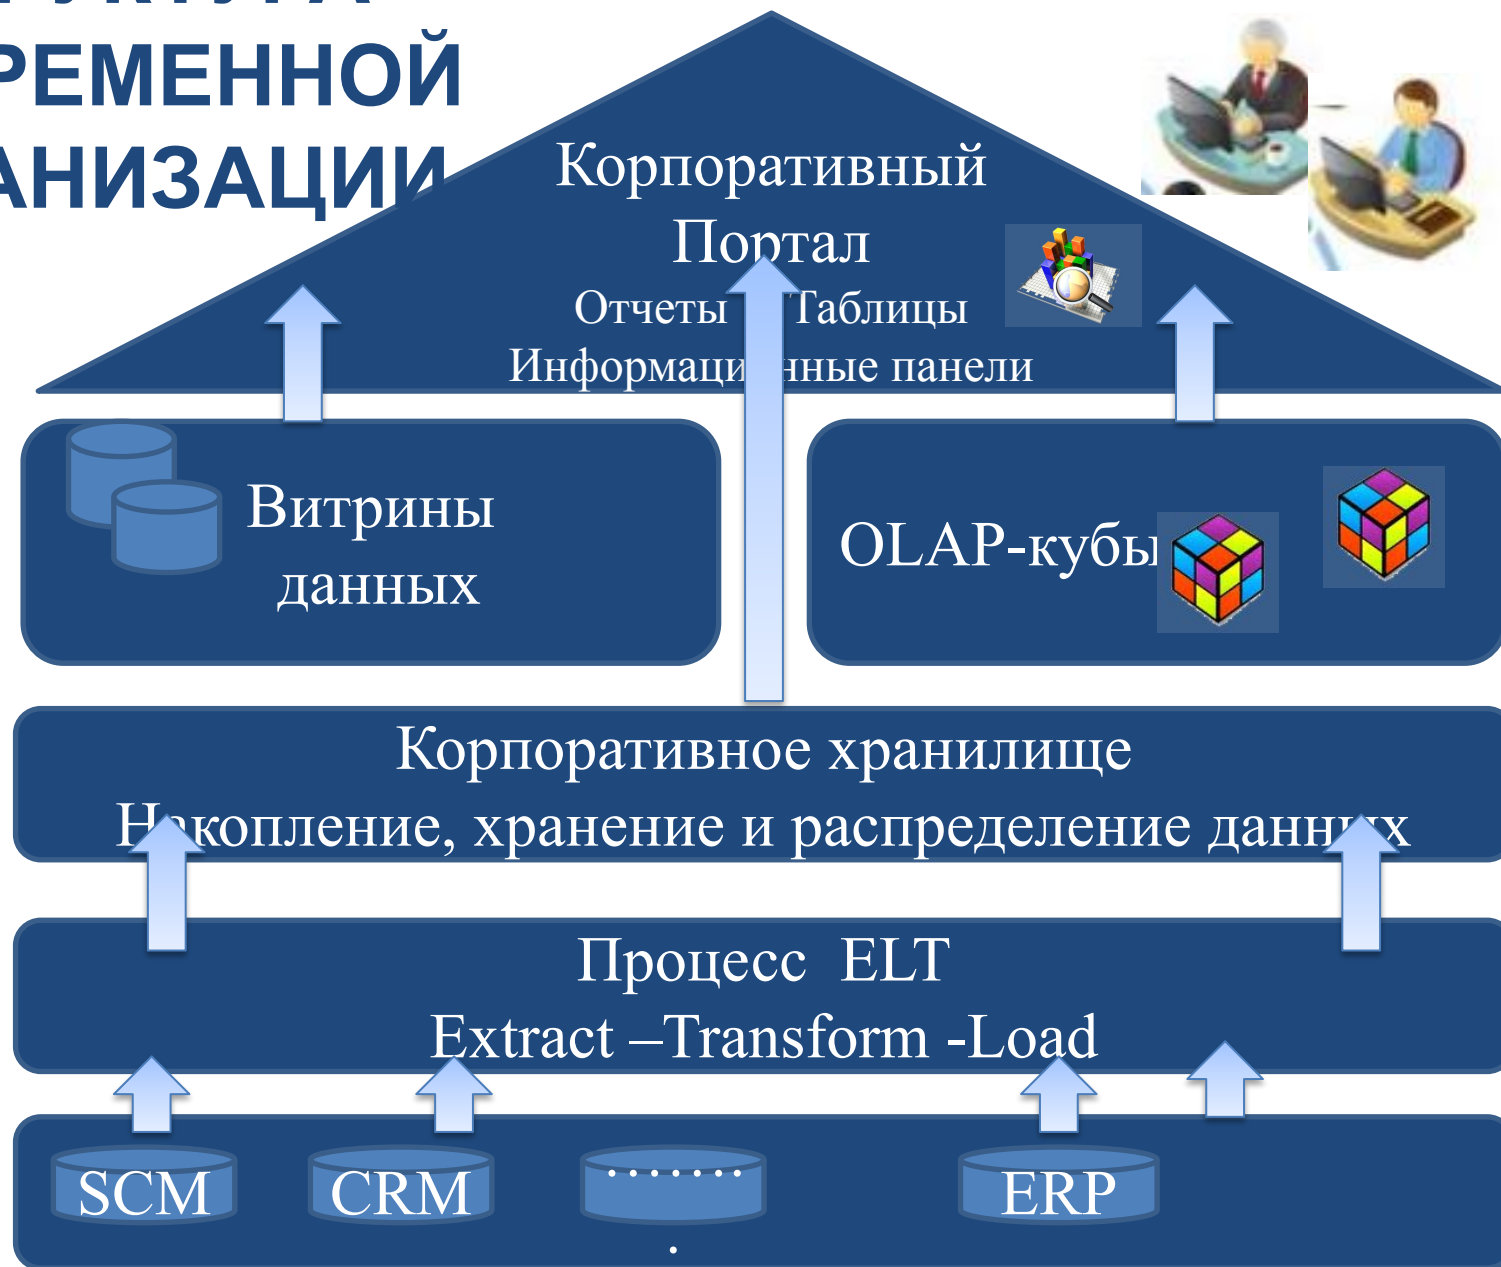 РЕМЕННОЙ
АНИЗАЦИИ
Корпоративный
Портал
Отчеты Таблицы
Информационные панели
Витрины
данных
OLAP-кубы
Корпоративное хранилище
Накопление, хранение и распределение данных
Процесс ELT
Extract –Transform -Load
SCM CRM ....... ERP
.